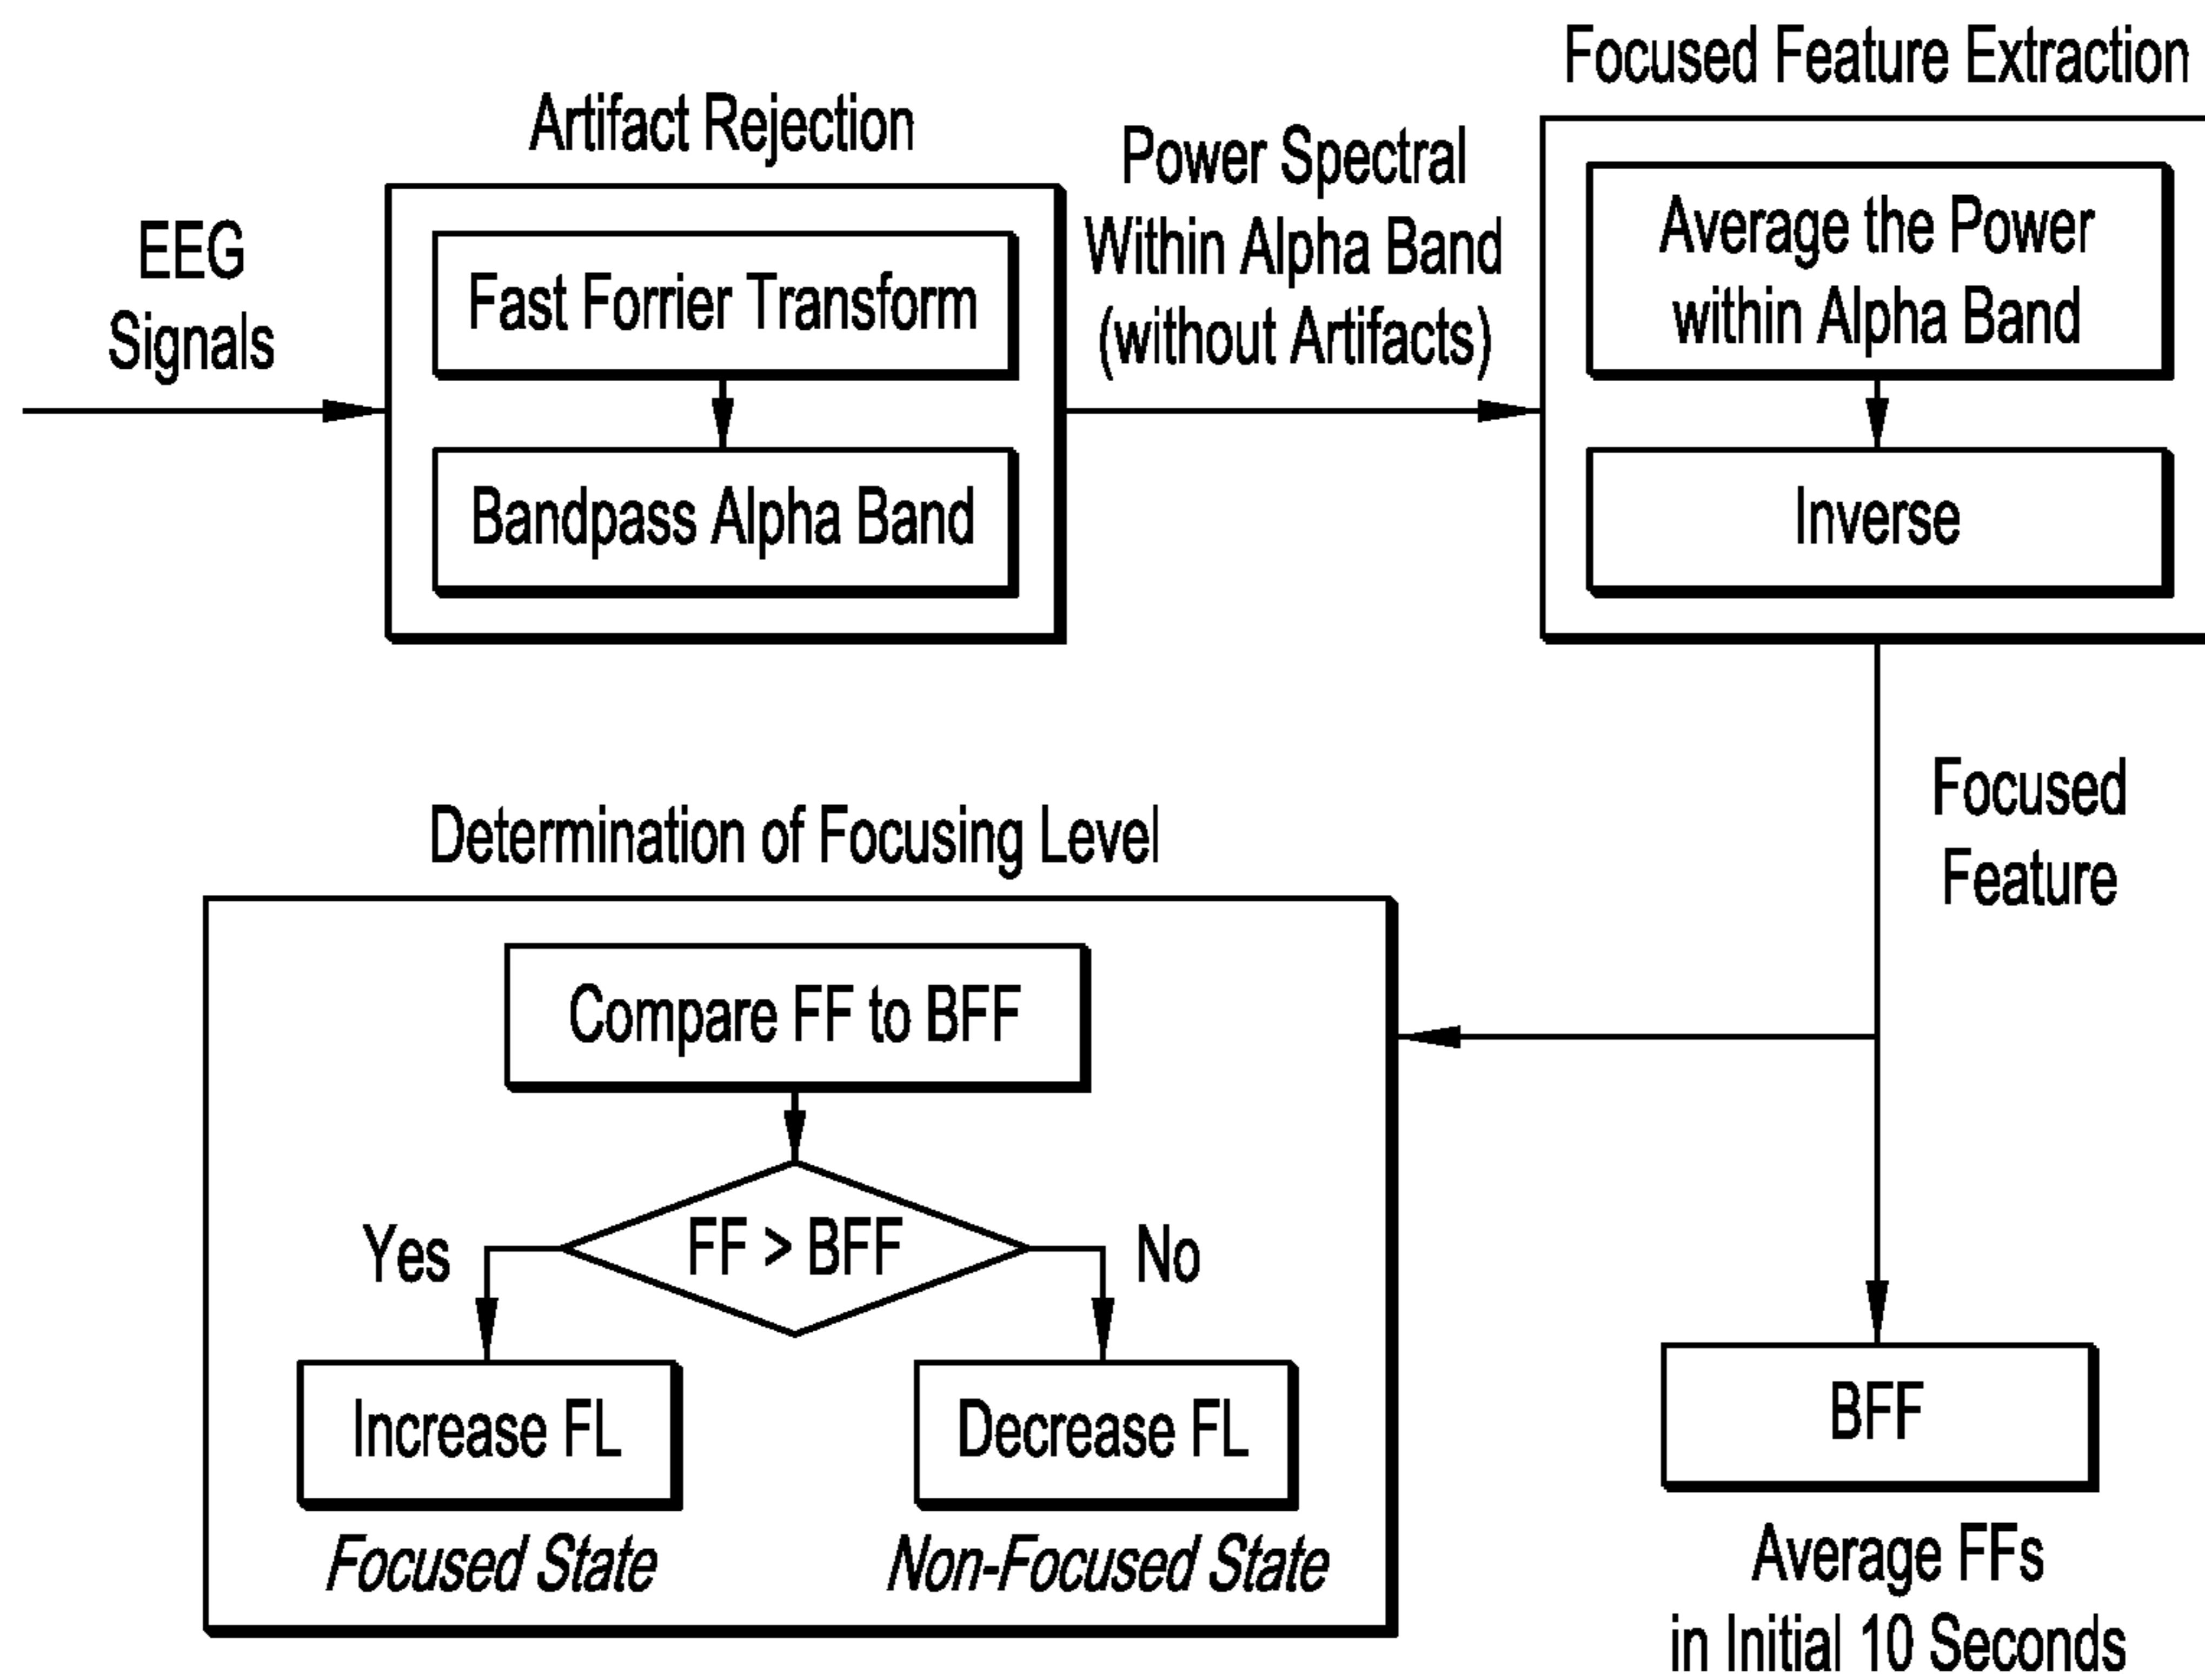 EEG
Signals
Artifact Rejection
Fast Forrier Transform
Bandpass Alpha Band
Power Spectral
Within Alpha Band
(without Artifacts)
Focused Feature Extraction
Average the Power
within Alpha Band
Inverse
Focused
Feature
Determination of Focusing Level
Compare FF to BFF
FF > BFF
Yes
No
Increase FL
Decrease FL
Focused State
Non-Focused State
BFF
Average FFs
in Initial 10 Seconds